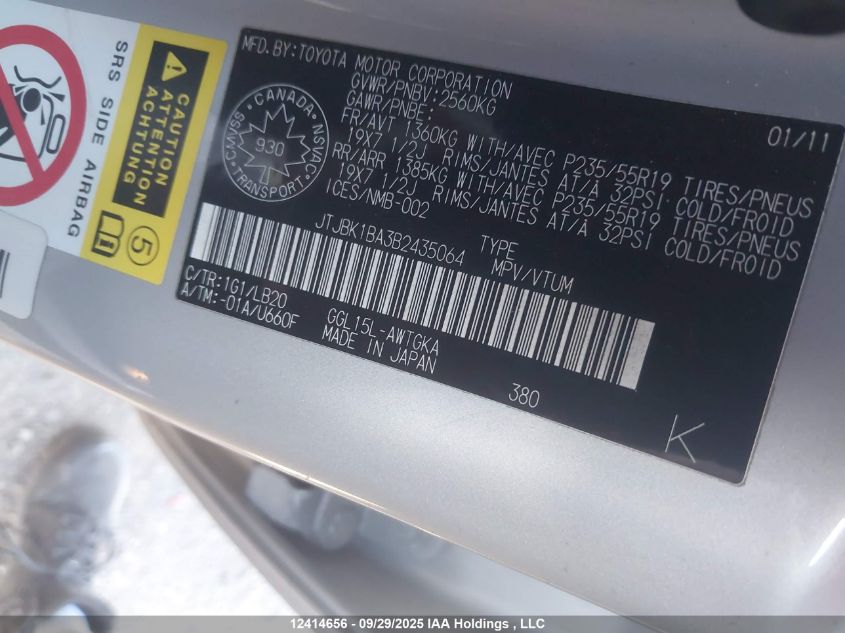 SRS SIDE AIRBAG
CAUTION
ATTENTION
ACHTUNG
5
MFD. BY: TOYOTA MOTOR CORPORATION 01/11
GVWR/PNBV: 2560KG
GAWR/PNBE:
FR/AVT 1360KG WITH/AVEC P235/55R19 TIRES/PNEUS
19X7 1/2J RIMS/JANTES AT/A 32PSI COLD/FROID
RR/ARR 1385KG WITH/AVEC P235/55R19 TIRES/PNEUS
19X7 1/2J RIMS/JANTES AT/A 32PSI COLD/FROID
ICES/NMB-002
CANADA
CMVSS 930 NSVAC
TRANSPORT
JTJBK1BA3B2435064 TYPE
MPV/VTUM
C/TR:1G1/LB20
A/TM:-01A/U660F
GGL15L-AWTGKA
MADE IN JAPAN
380
K
12414656 - 09/29/2025 IAA Holdings , LLC